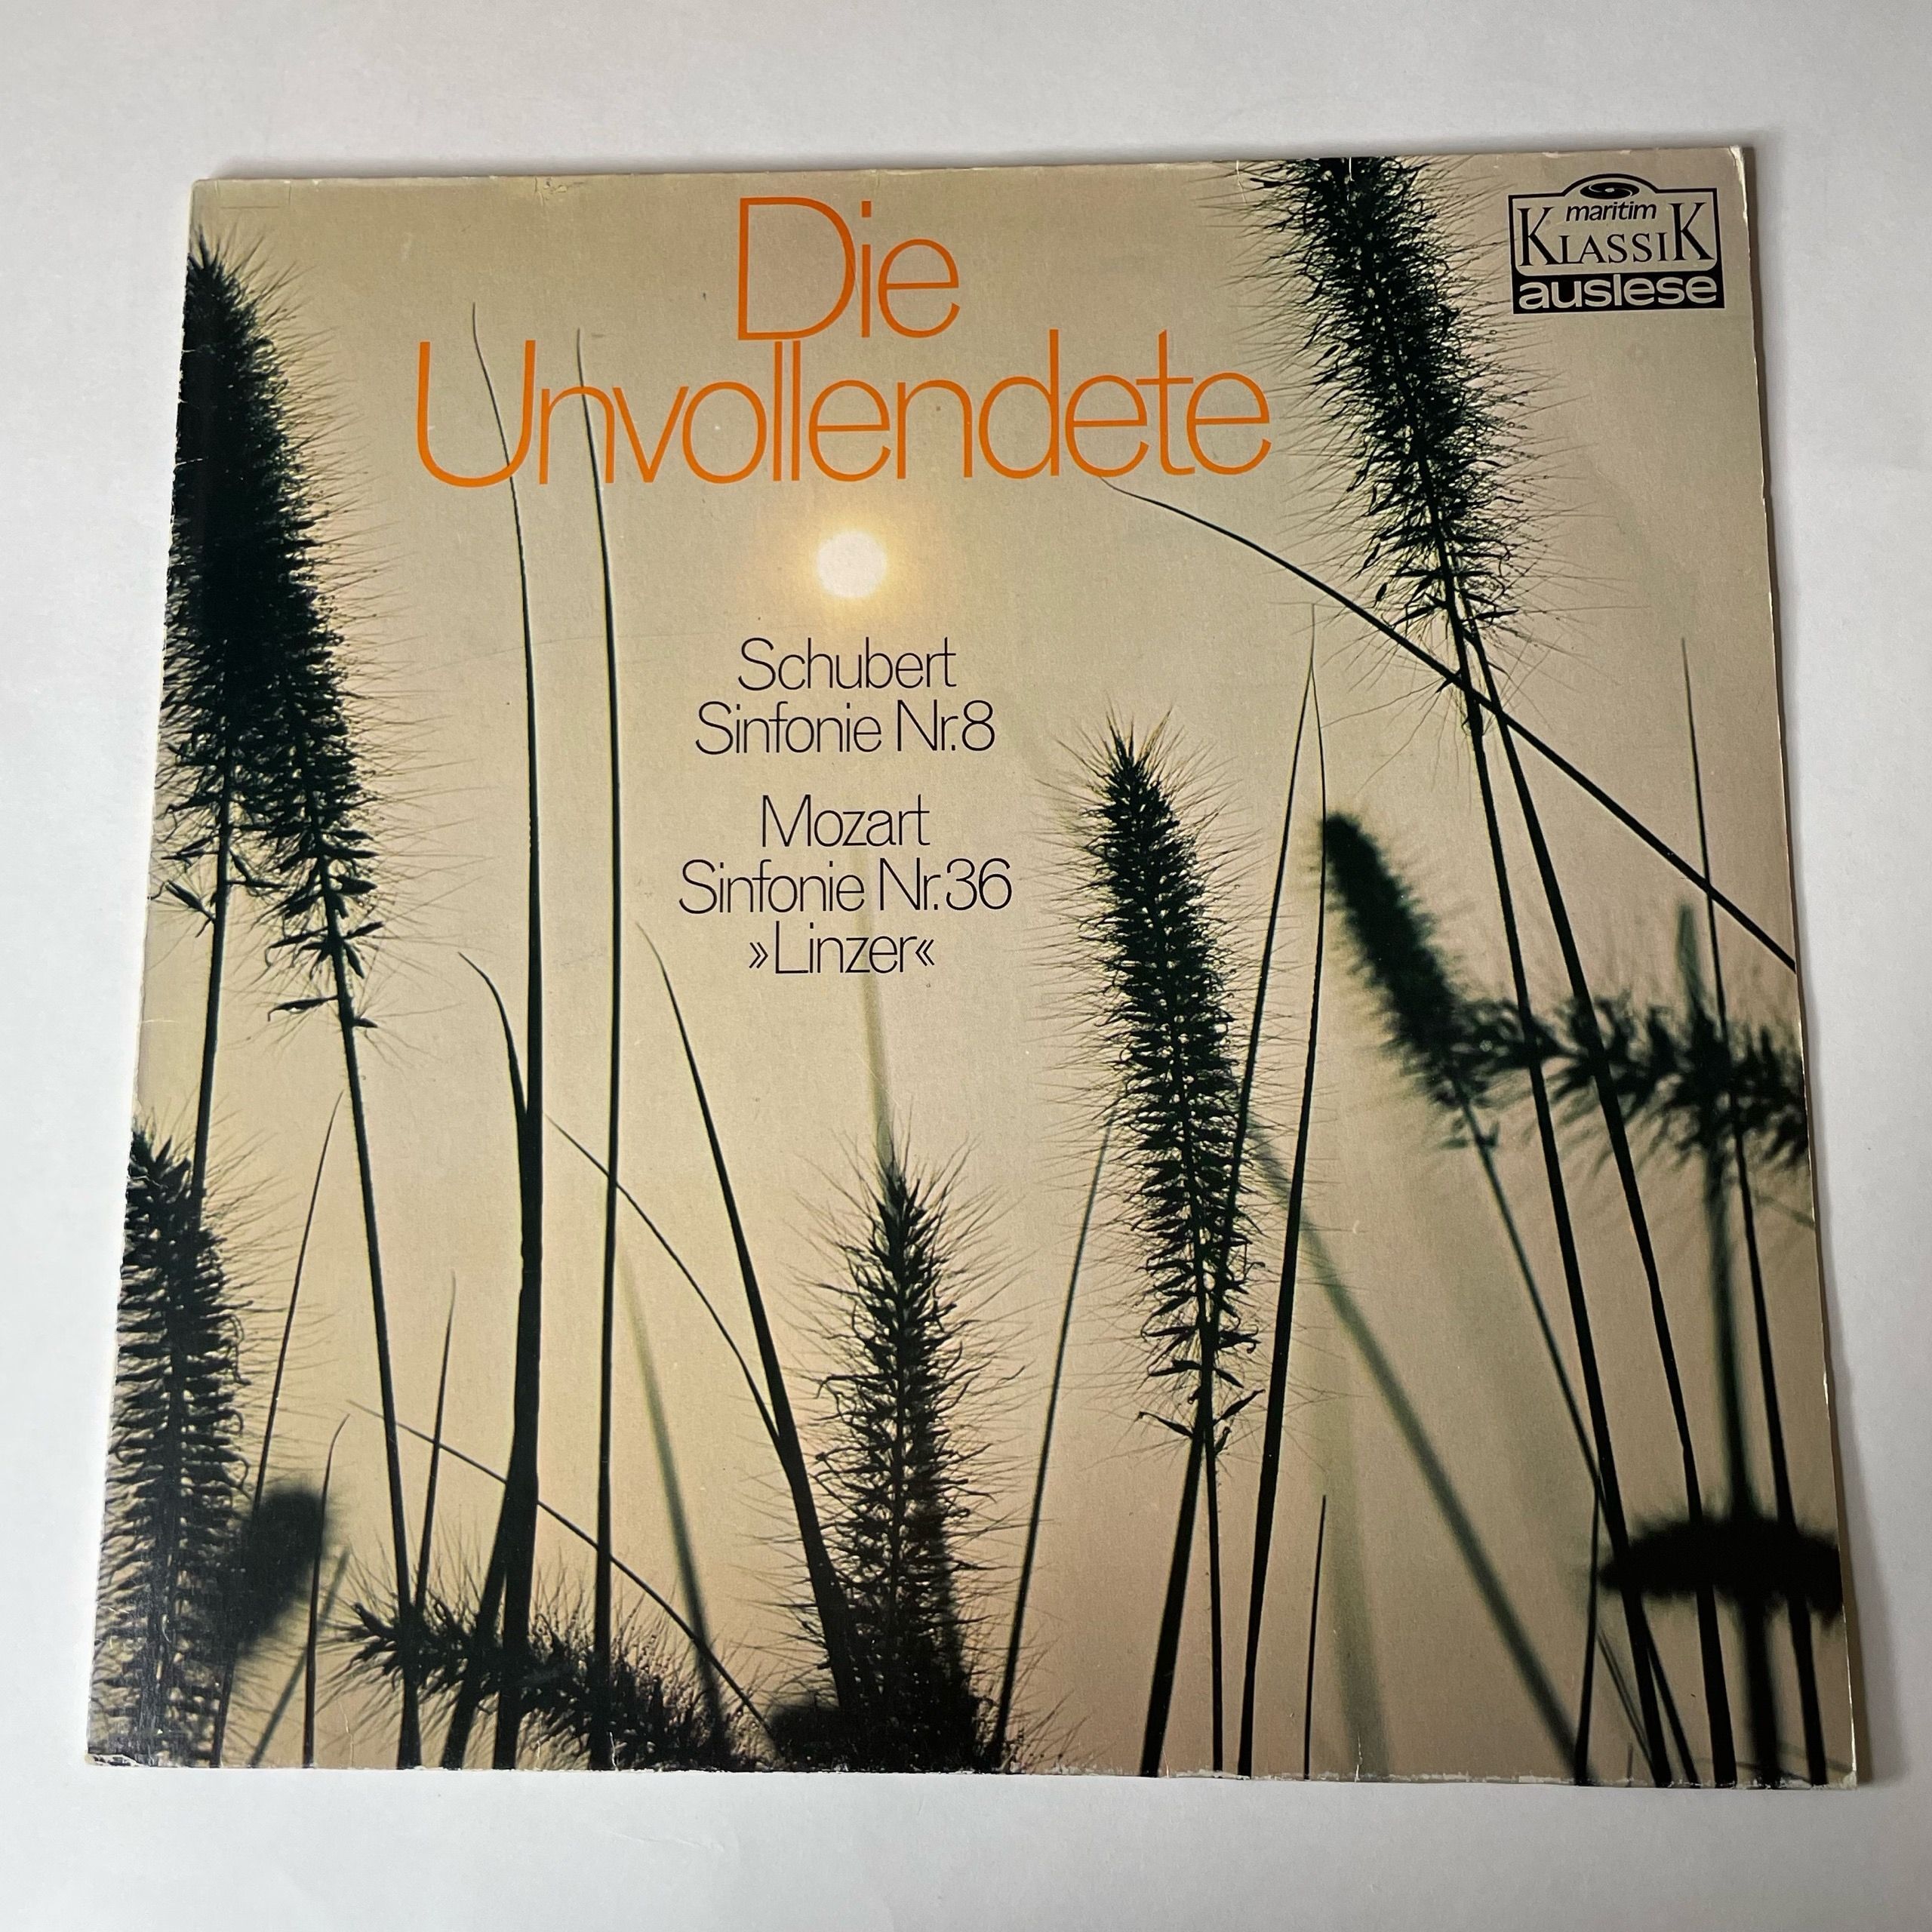 Die
Unvollendete
maritim
KLASSIK
auslese
Schubert
Sinfonie Nr.8
Mozart
Sinfonie Nr.36
»Linzer«